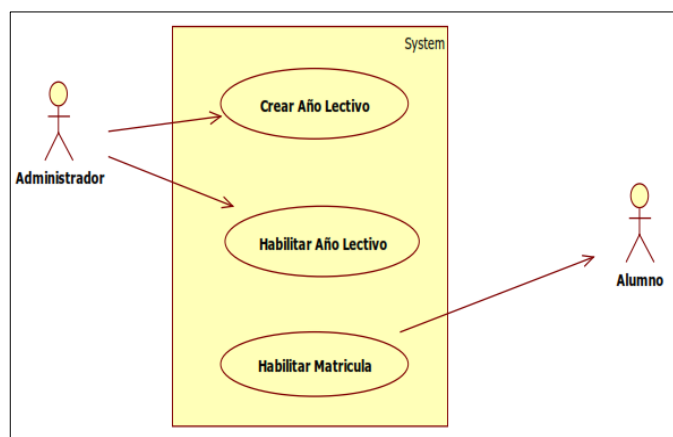 System
Crear Año Lectivo
Administrador
Habilitar Año Lectivo
Alumno
Habilitar Matricula